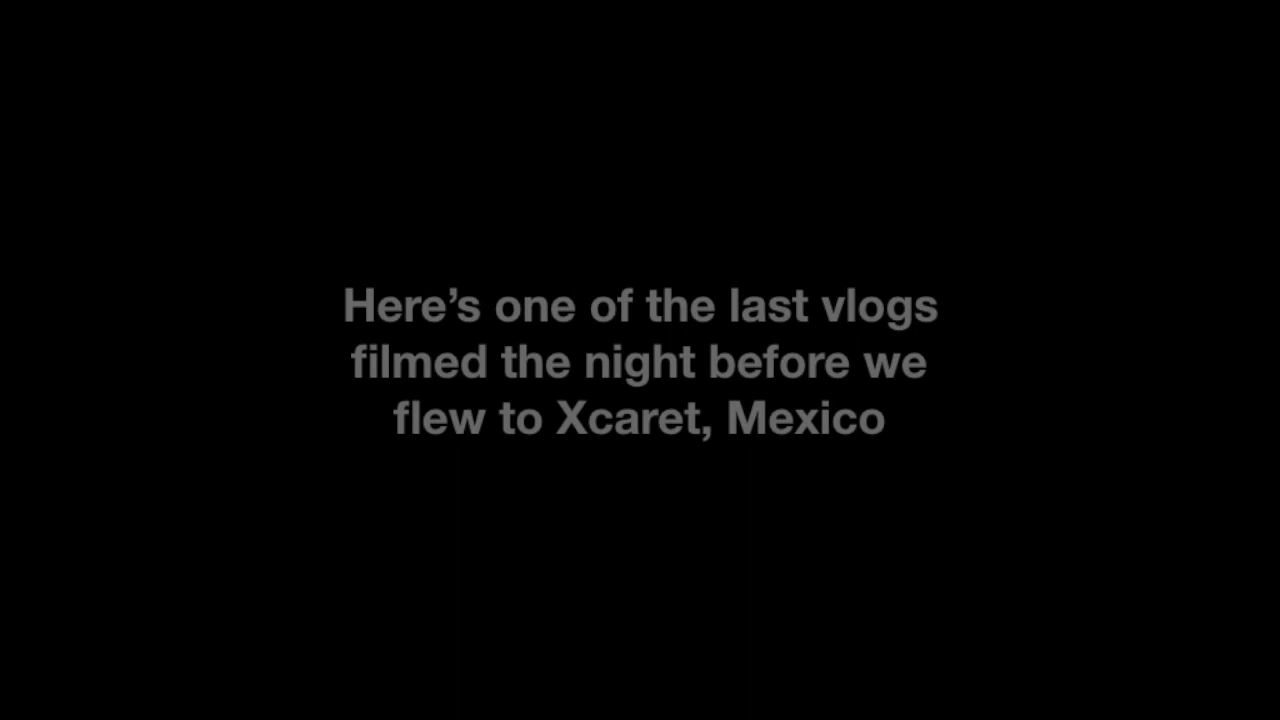 Here’s one of the last vlogs
filmed the night before we
flew to Xcaret, Mexico